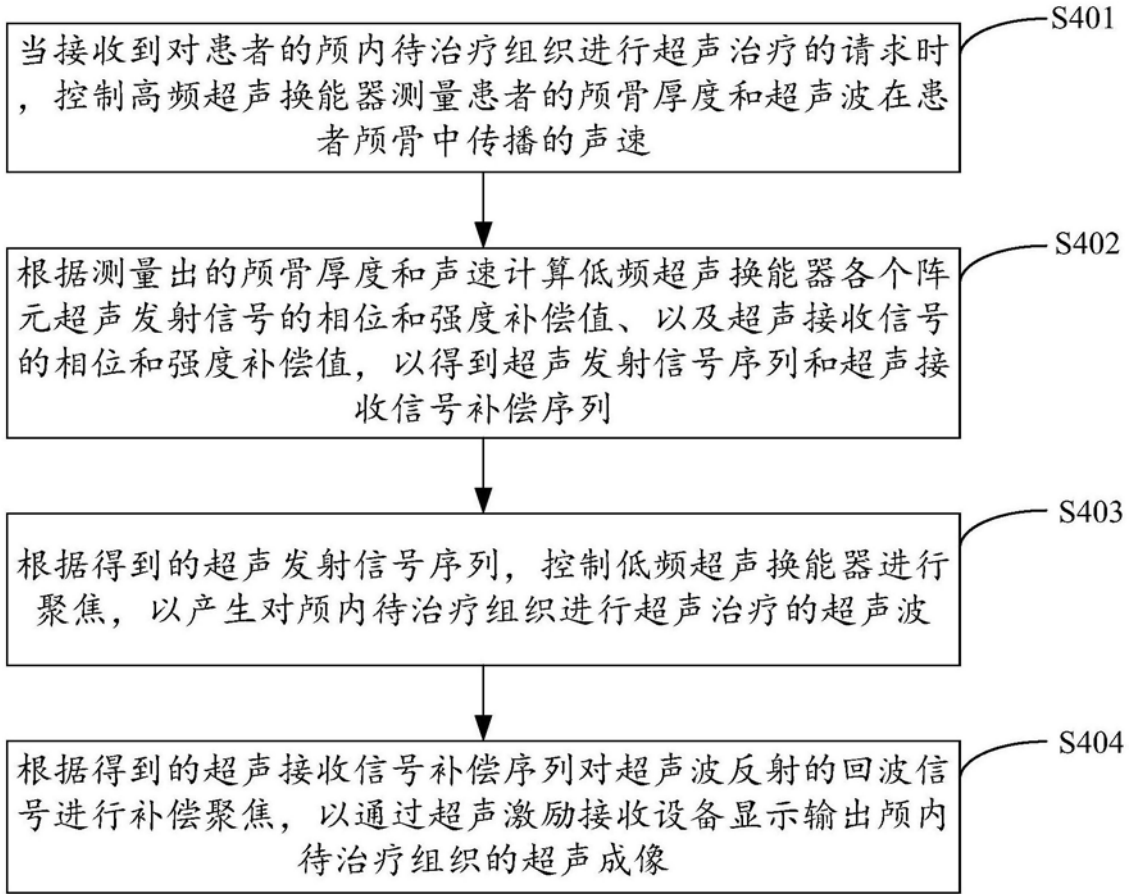 S401
当接收到对患者的颅内待治疗组织进行超声治疗的请求时
，控制高频超声换能器测量患者的颅骨厚度和超声波在患
者颅骨中传播的声速
S402
根据测量出的颅骨厚度和声速计算低频超声换能器各个阵
元超声发射信号的相位和强度补偿值、以及超声接收信号
的相位和强度补偿值，以得到超声发射信号序列和超声接
收信号补偿序列
S403
根据得到的超声发射信号序列，控制低频超声换能器进行
聚焦，以产生对颅内待治疗组织进行超声治疗的超声波
S404
根据得到的超声接收信号补偿序列对超声波反射的回波信
号进行补偿聚焦，以通过超声激励接收设备显示输出颅内
待治疗组织的超声成像